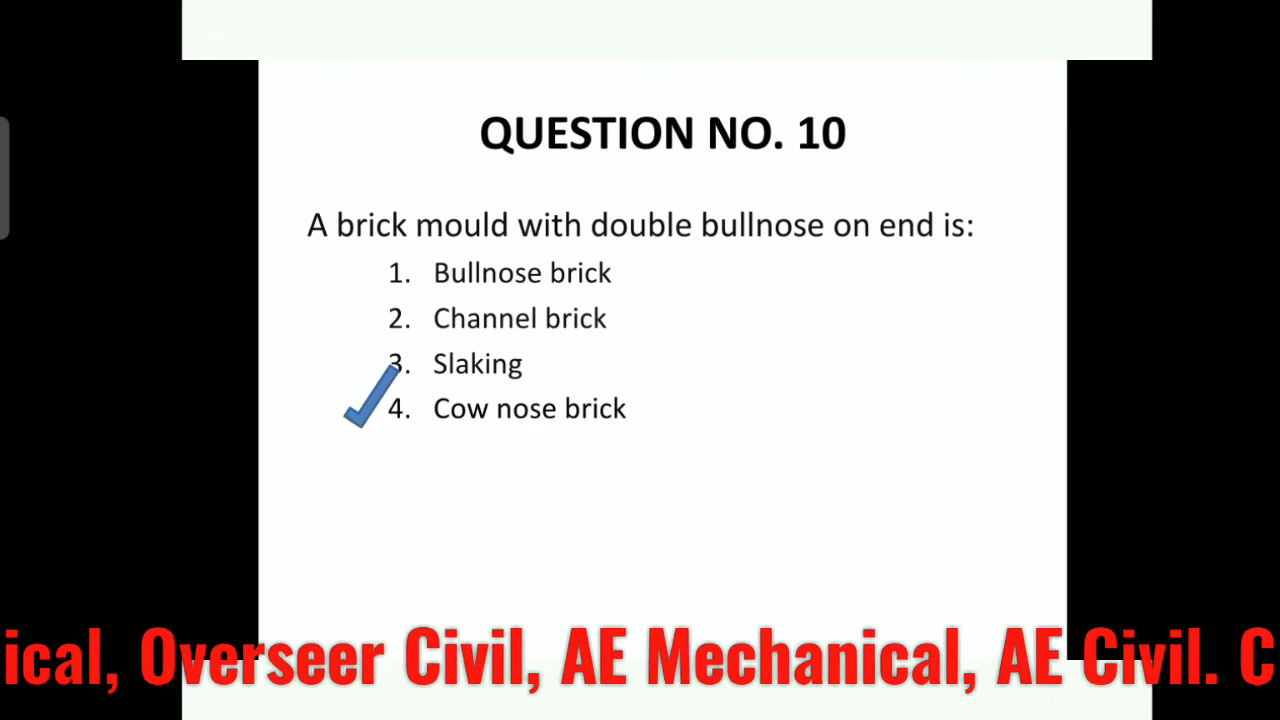 QUESTION NO. 10
A brick mould with double bullnose on end is:
1. Bullnose brick
2. Channel brick
3. Slaking
4. Cow nose brick
ical, Overseer Civil, AE Mechanical, AE Civil. C